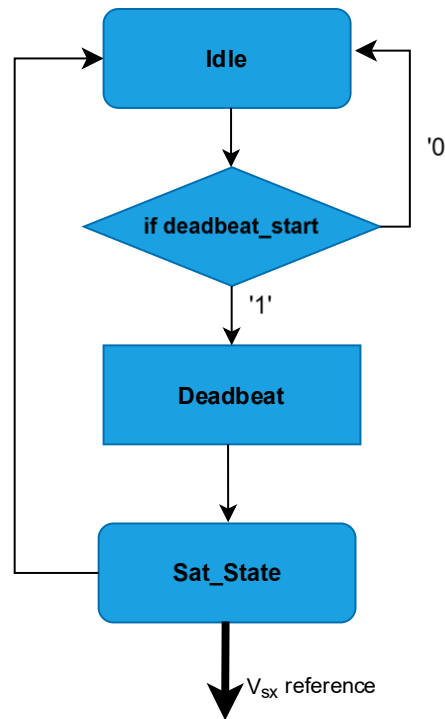 Idle
'0
if deadbeat_start
'1'
Deadbeat
Sat_State
Vsx reference